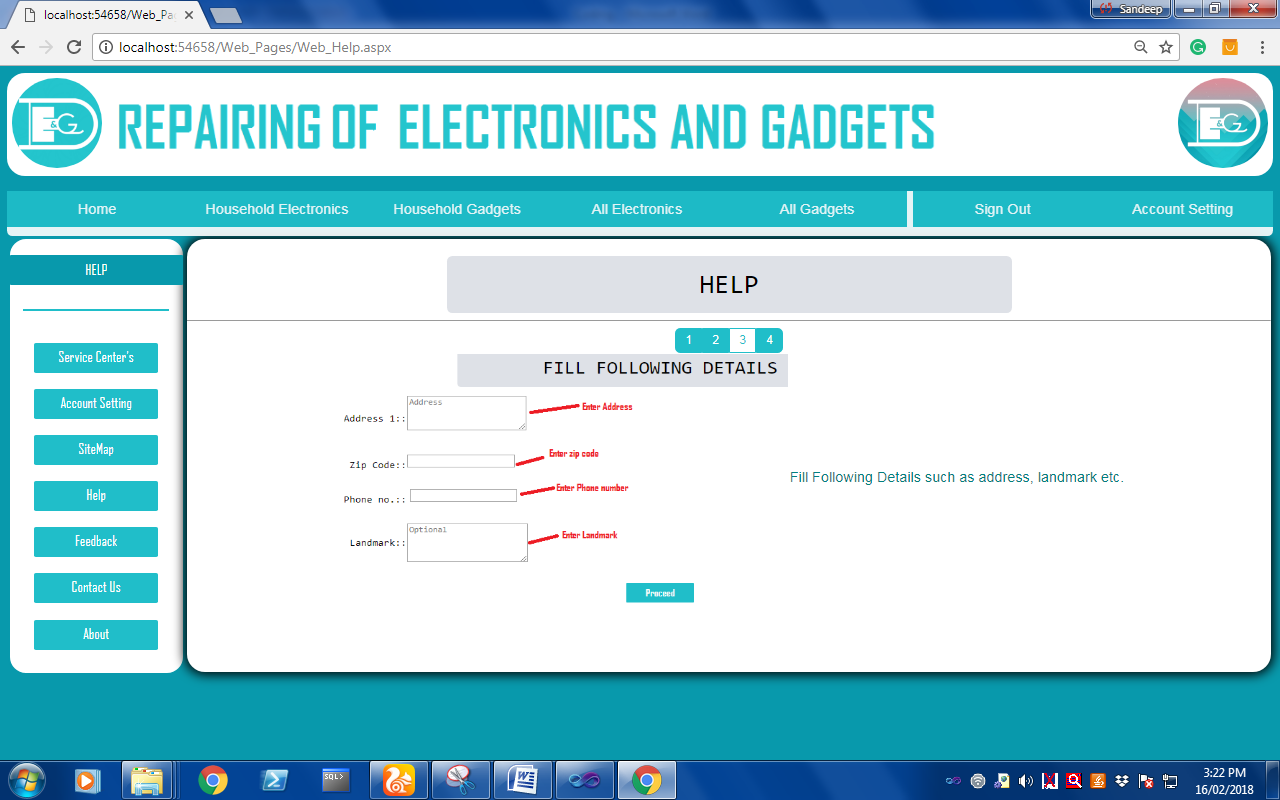 localhost:54658/Web_Pa
Sandeep
localhost:54658/Web_Pages/Web_Help.aspx
E&G REPAIRING OF ELECTRONICS AND GADGETS E&G
Home Household Electronics Household Gadgets All Electronics All Gadgets Sign Out Account Setting
HELP
Service Center's
Account Setting
SiteMap
Help
Feedback
Contact Us
About
HELP
1 2 3 4
FILL FOLLOWING DETAILS
Address 1:: Address Enter Address
Zip Code:: Enter zip code
Phone no.:: Enter Phone number
Landmark:: Optional Enter Landmark
Fill Following Details such as address, landmark etc.
Proceed
SQL>
3:22 PM
16/02/2018